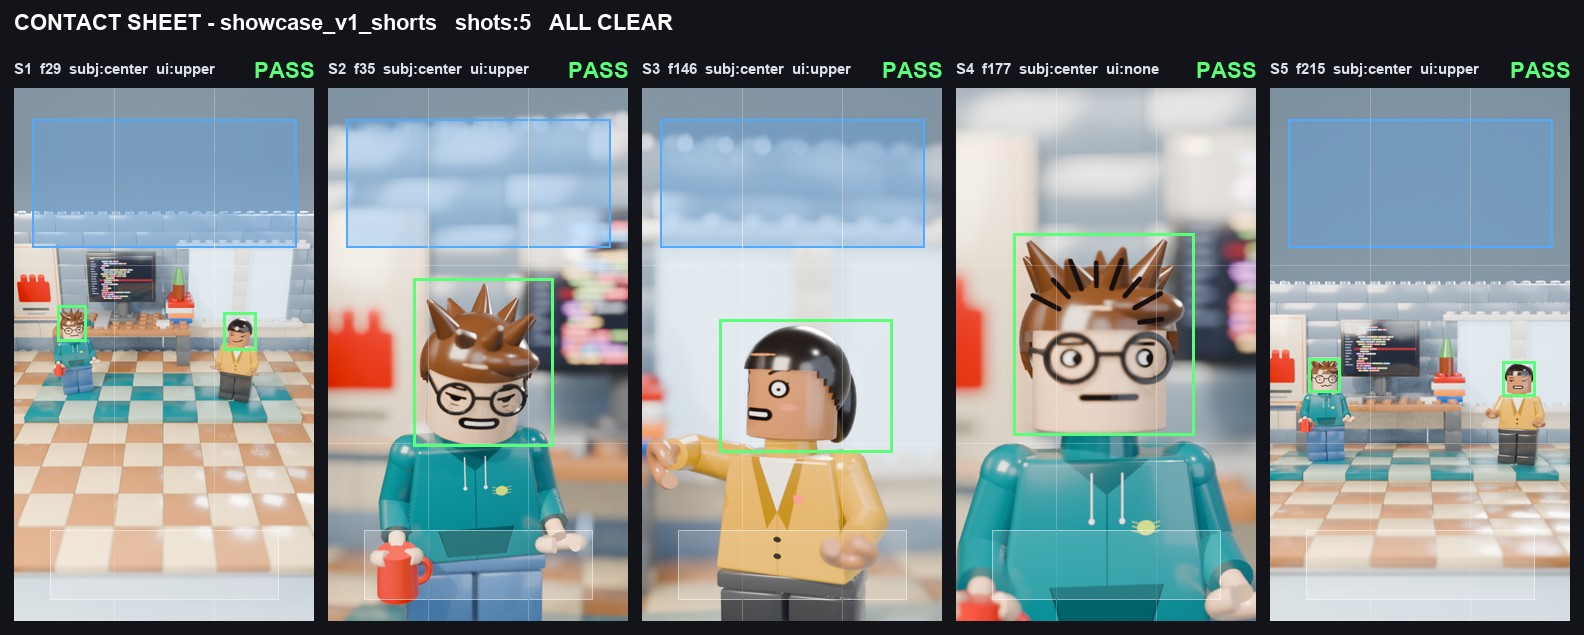 CONTACT SHEET - showcase_v1_shorts shots:5 ALL CLEAR
S1 f29 subj:center ui:upper PASS
S2 f35 subj:center ui:upper PASS
S3 f146 subj:center ui:upper PASS
S4 f177 subj:center ui:none PASS
S5 f215 subj:center ui:upper PASS